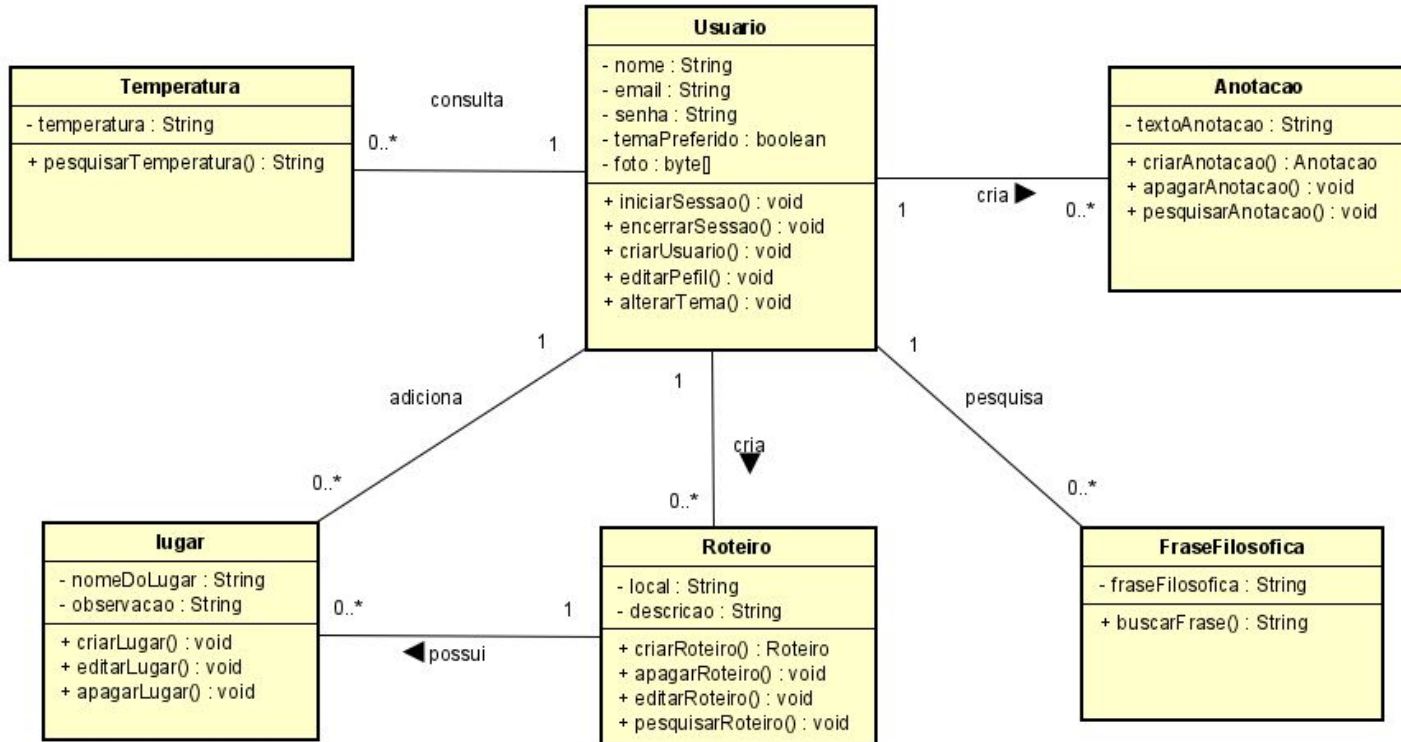 Usuario
- nome : String
- email : String
- senha : String
- temaPreferido : boolean
- foto : byte[]
+ iniciarSessao() : void
+ encerrarSessao() : void
+ criarUsuario() : void
+ editarPefil() : void
+ alterarTema() : void
Temperatura
- temperatura : String
+ pesquisarTemperatura() : String
consulta
0..*
1
Anotacao
- textoAnotacao : String
+ criarAnotacao() : Anotacao
+ apagarAnotacao() : void
+ pesquisarAnotacao() : void
cria
1
0..*
1
adiciona
0..*
1
cria
0..*
1
pesquisa
0..*
lugar
- nomeDoLugar : String
- observacao : String
+ criarLugar() : void
+ editarLugar() : void
+ apagarLugar() : void
0..*
1
possui
Roteiro
- local : String
- descricao : String
+ criarRoteiro() : Roteiro
+ apagarRoteiro() : void
+ editarRoteiro() : void
+ pesquisarRoteiro() : void
FraseFilosofica
- fraseFilosofica : String
+ buscarFrase() : String